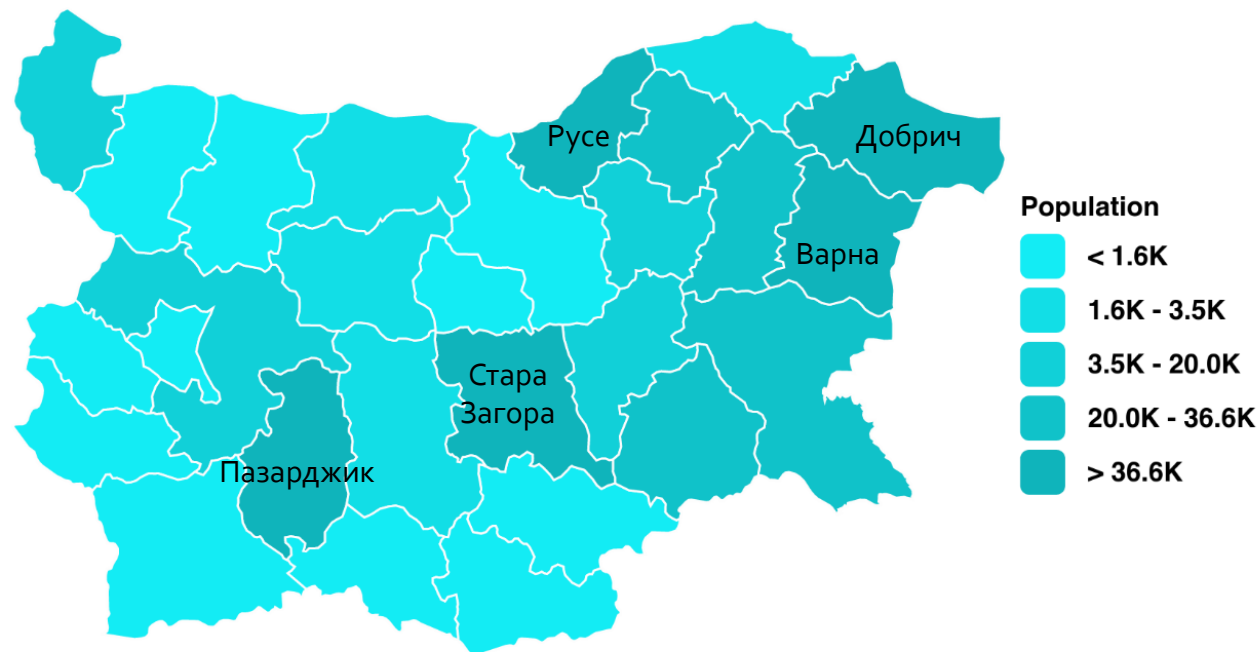 Русе
Добрич
Варна
Стара
Загора
Пазарджик
Population
< 1.6K
1.6K - 3.5K
3.5K - 20.0K
20.0K - 36.6K
> 36.6K